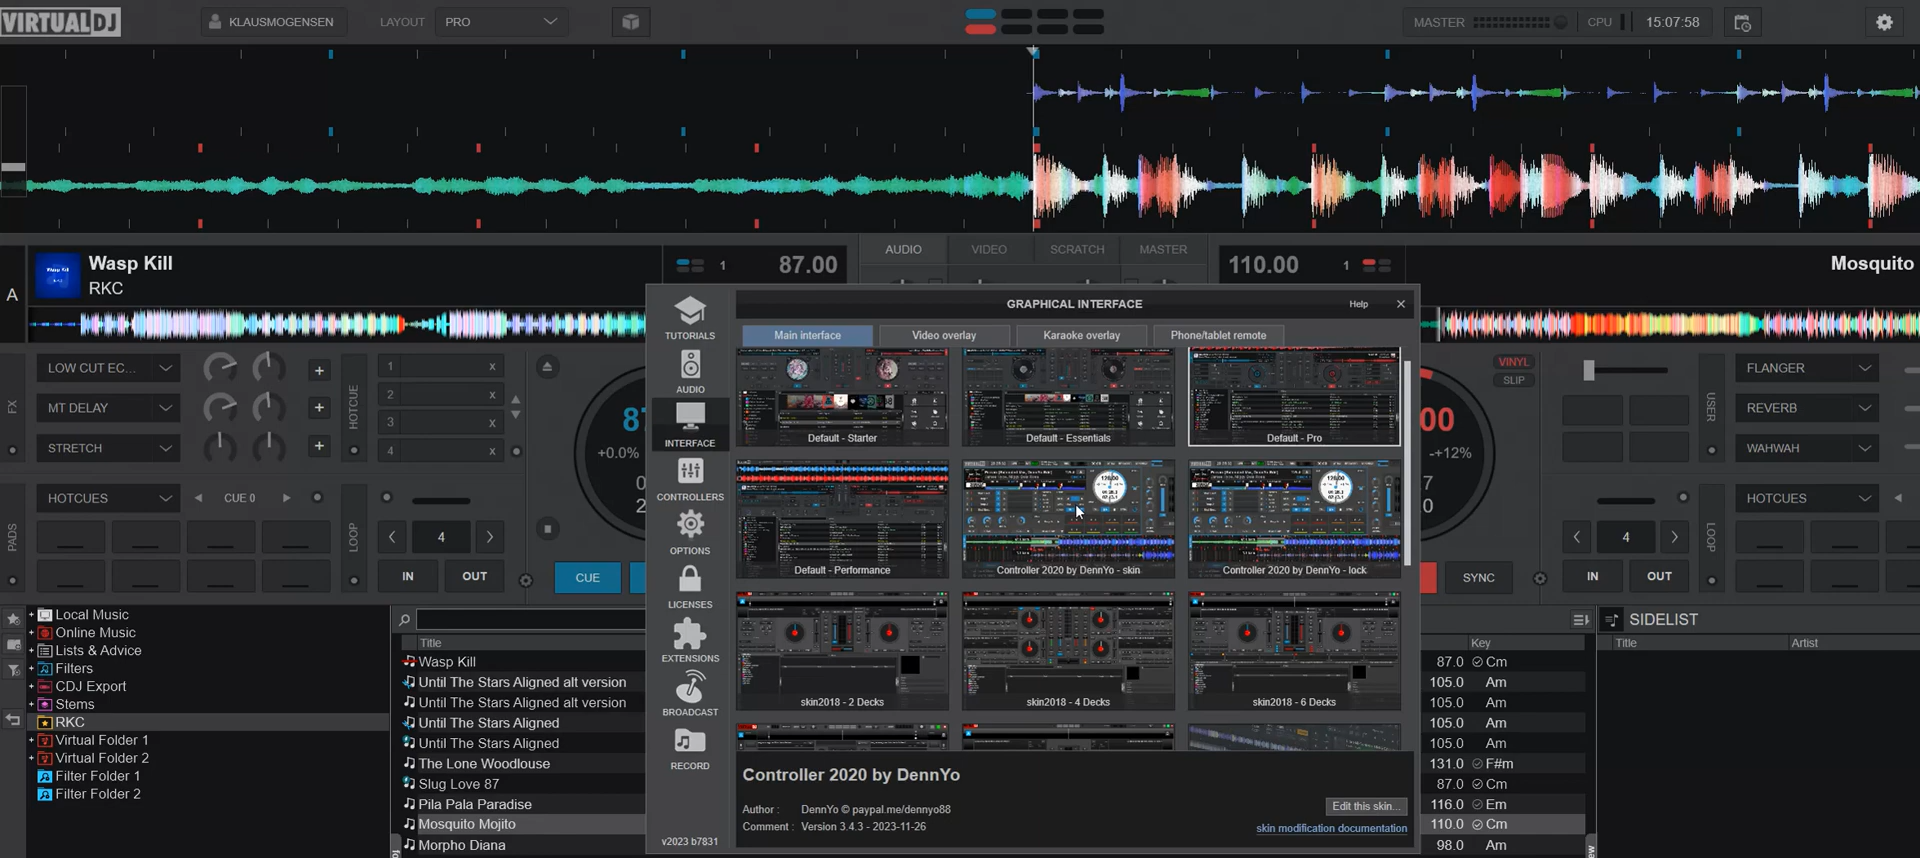 VIRTUALDJ
KLAUSMOGENSEN
LAYOUT
PRO
MASTER
CPU
15:07:58
A
Wasp Kill
RKC
1
87.00
AUDIO
VIDEO
SCRATCH
MASTER
110.00
1
Mosquito
FX
LOW CUT EC...
MT DELAY
STRETCH
HOTCUE
1 x
2 x
3 x
4 x
+0.0%
HOTCUES
CUE 0
PADS
LOOP
4
IN
OUT
CUE
GRAPHICAL INTERFACE
Help
TUTORIALS
AUDIO
INTERFACE
CONTROLLERS
OPTIONS
LICENSES
EXTENSIONS
BROADCAST
RECORD
v2023 b7831
Main interface
Video overlay
Karaoke overlay
Phone/tablet remote
Default - Starter
Default - Essentials
Default - Pro
Default - Performance
Controller 2020 by DennYo - skin
Controller 2020 by DennYo - lock
skin2018 - 2 Decks
skin2018 - 4 Decks
skin2018 - 6 Decks
Controller 2020 by DennYo
Author : DennYo © paypal.me/dennyo88
Comment : Version 3.4.3 - 2023-11-26
Edit this skin...
skin modification documentation
VINYL
SLIP
-+12%
USER
FLANGER
REVERB
WAHWAH
HOTCUES
LOOP
4
SYNC
IN
OUT
Local Music
Online Music
Lists & Advice
Filters
CDJ Export
Stems
RKC
Virtual Folder 1
Virtual Folder 2
Filter Folder 1
Filter Folder 2
Title
Wasp Kill
Until The Stars Aligned alt version
Until The Stars Aligned alt version
Until The Stars Aligned
Until The Stars Aligned
The Lone Woodlouse
Slug Love 87
Pila Pala Paradise
Mosquito Mojito
Morpho Diana
Key
87.0 Cm
105.0 Am
105.0 Am
105.0 Am
105.0 Am
131.0 F#m
87.0 Cm
116.0 Em
110.0 Cm
98.0 Am
SIDELIST
Title
Artist